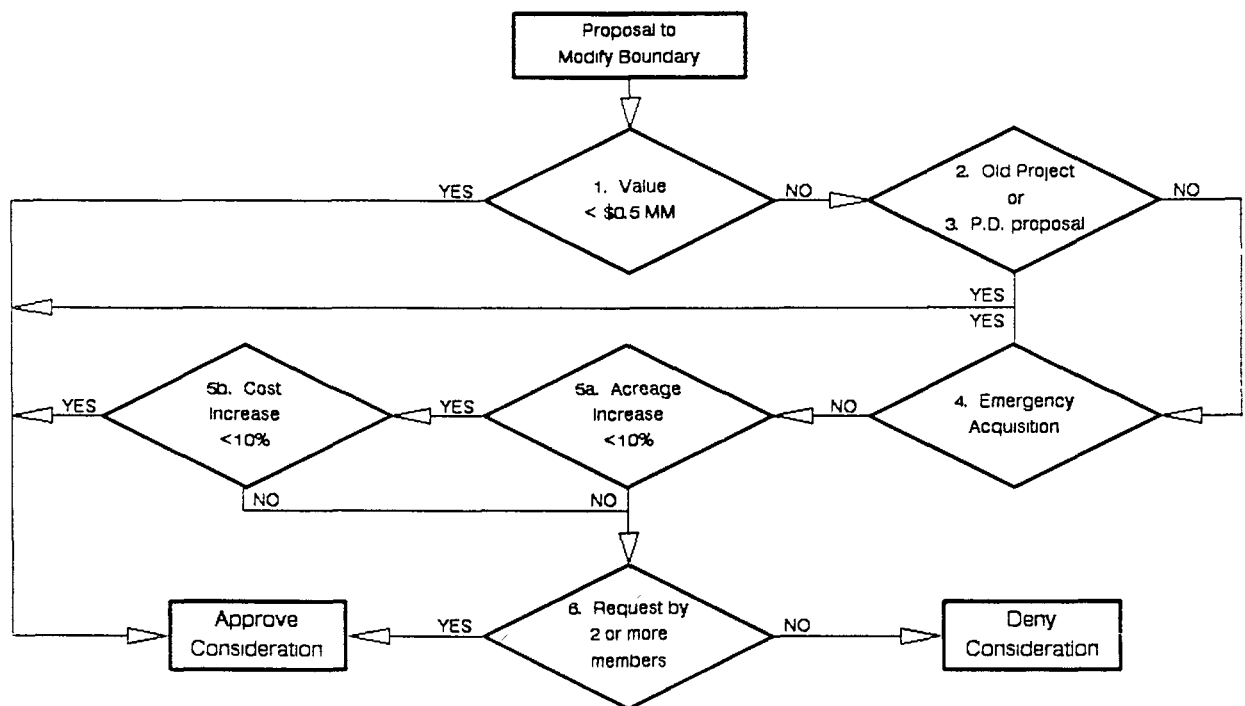 Proposal to
Modify Boundary
1. Value
< $0.5 MM
YES
NO
2. Old Project
or
3. P.D. proposal
NO
YES
YES
5b. Cost
Increase
<10%
YES
5a. Acreage
Increase
<10%
YES
NO
4. Emergency
Acquisition
NO
NO
6. Request by
2 or more
members
YES
NO
Approve
Consideration
Deny
Consideration